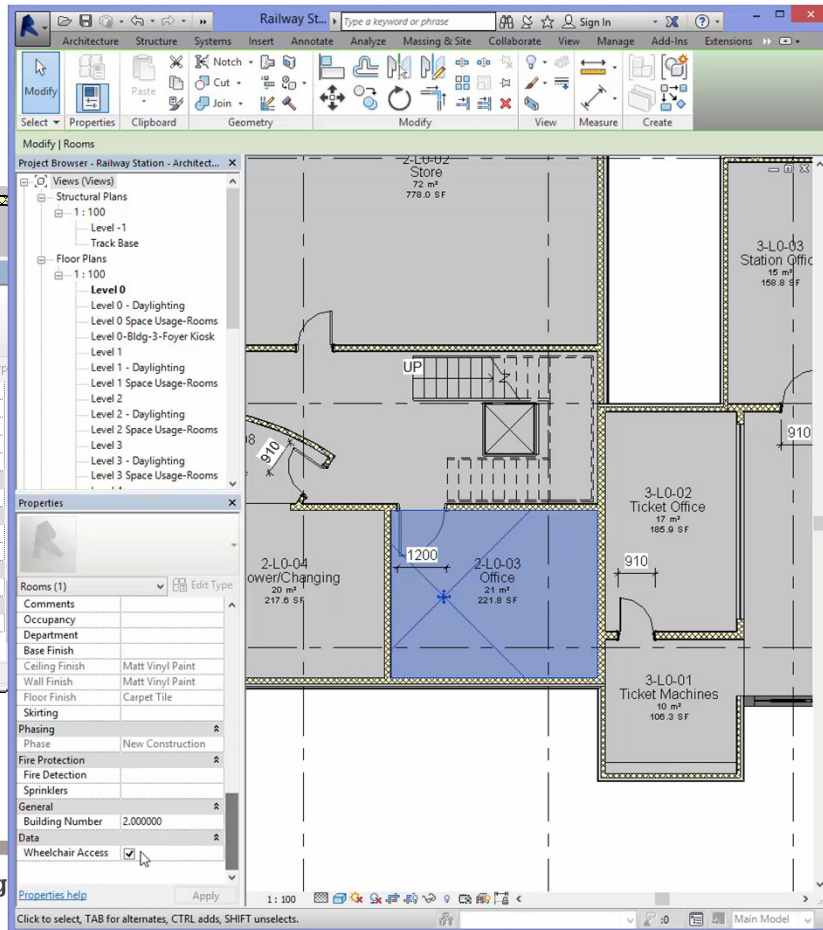 Railway St...
Type a keyword or phrase
Sign In
Architecture Structure Systems Insert Annotate Analyze Massing & Site Collaborate View Manage Add-Ins Extensions
Modify
Paste
Notch
Cut
Join
Select Properties Clipboard Geometry Modify View Measure Create
Modify | Rooms
Project Browser - Railway Station - Architect...
Views (Views)
Structural Plans
1 : 100
Level -1
Track Base
Floor Plans
1 : 100
Level 0
Level 0 - Daylighting
Level 0 Space Usage-Rooms
Level 0-Bldg-3-Foyer Kiosk
Level 1
Level 1 - Daylighting
Level 1 Space Usage-Rooms
Level 2
Level 2 - Daylighting
Level 2 Space Usage-Rooms
Level 3
Level 3 - Daylighting
Level 3 Space Usage-Rooms
Properties
Rooms (1)
Edit Type
Comments
Occupancy
Department
Base Finish
Ceiling Finish Matt Vinyl Paint
Wall Finish Matt Vinyl Paint
Floor Finish Carpet Tile
Skirting
Phasing
Phase New Construction
Fire Protection
Fire Detection
Sprinklers
General
Building Number 2.000000
Data
Wheelchair Access
Properties help
Apply
2-L0-02
Store
72 m²
778.0 SF
3-L0-03
Station Offic
15 m²
158.8 SF
UP
910
910
3-L0-02
Ticket Office
17 m²
185.9 SF
1200
2-L0-04
ower/Changing
20 m²
217.6 SF
2-L0-03
Office
21 m²
221.8 SF
910
3-L0-01
Ticket Machines
10 m²
106.3 SF
1 : 100
Click to select, TAB for alternates, CTRL adds, SHIFT unselects.
:0
Main Model